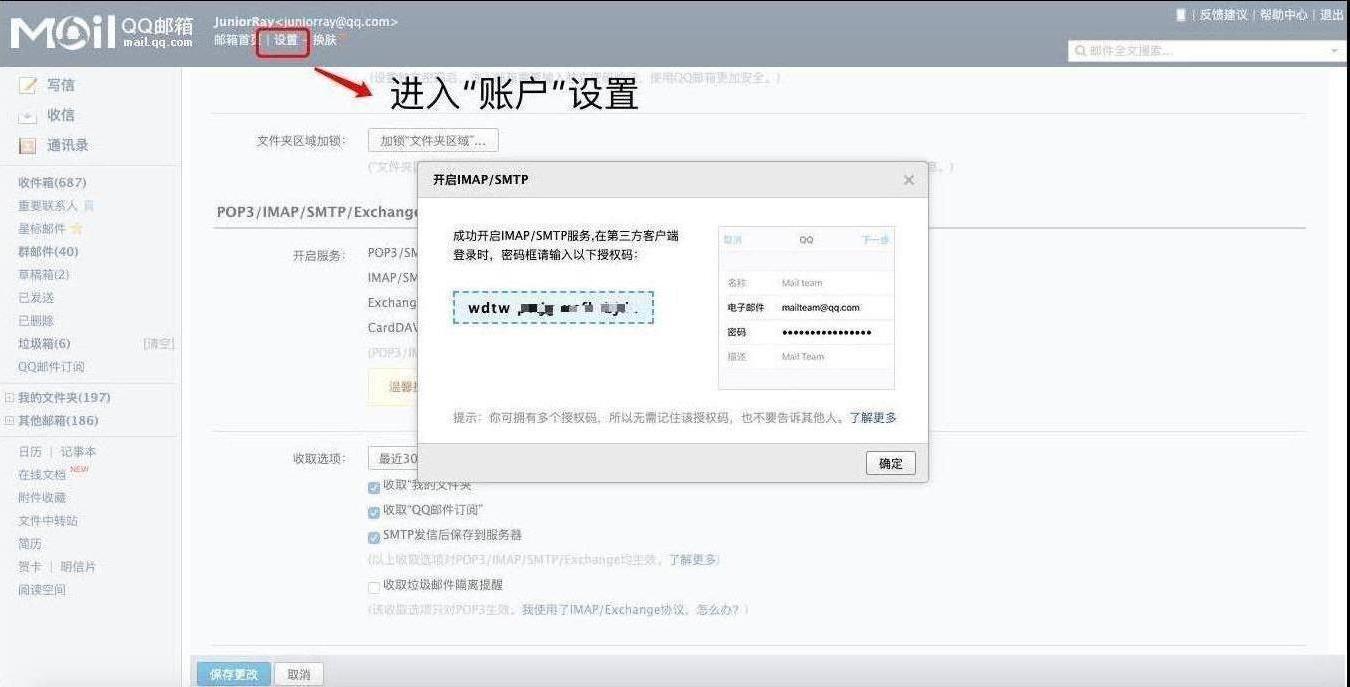 Mail QQ邮箱
mail.qq.com
JuniorRay<juniorray@qq.com>
邮箱首页 | 设置 - 换肤
| 反馈建议 | 帮助中心 | 退出
邮件全文搜索...
写信
收信
通讯录
收件箱(687)
重要联系人
星标邮件
群邮件(40)
草稿箱(2)
已发送
已删除
垃圾箱(6) [清空]
QQ邮件订阅
我的文件夹(197)
其他邮箱(186)
日历 | 记事本
在线文档 NEW
附件收藏
文件中转站
简历
贺卡 | 明信片
阅读空间
使用QQ邮箱更加安全。)
进入“账户”设置
文件夹区域加锁:
加锁“文件夹区域”...
("文件夹区
POP3/IMAP/SMTP/Exchange
开启服务:
POP3/SM
IMAP/SM
Exchang
CardDAV
(POP3/IM
温馨
开启IMAP/SMTP
成功开启IMAP/SMTP服务,在第三方客户端
登录时，密码框请输入以下授权码:
wdtw
取消 QQ 下一步
名称 Mail team
电子邮件 mailteam@qq.com
密码 ●●●●●●●●●●●●●●●●
描述 Mail Team
提示: 你可拥有多个授权码，所以无需记住该授权码，也不要告诉其他人。了解更多
确定
收取选项:
最近30
收取“我的文件夹”
收取“QQ邮件订阅”
SMTP发信后保存到服务器
(以上收取选项对POP3/IMAP/SMTP/Exchange均生效，了解更多)
收取垃圾邮件隔离提醒
(该收取选项只对POP3生效，我使用了IMAP/Exchange协议，怎么办? )
保存更改
取消